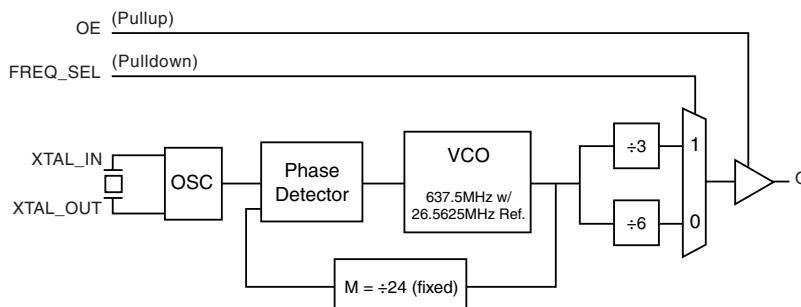 OE (Pullup)
FREQ_SEL (Pulldown)
XTAL_IN
XTAL_OUT
OSC
Phase
Detector
VCO
637.5MHz w/
26.5625MHz Ref.
÷3
÷6
1
0
M = ÷24 (fixed)